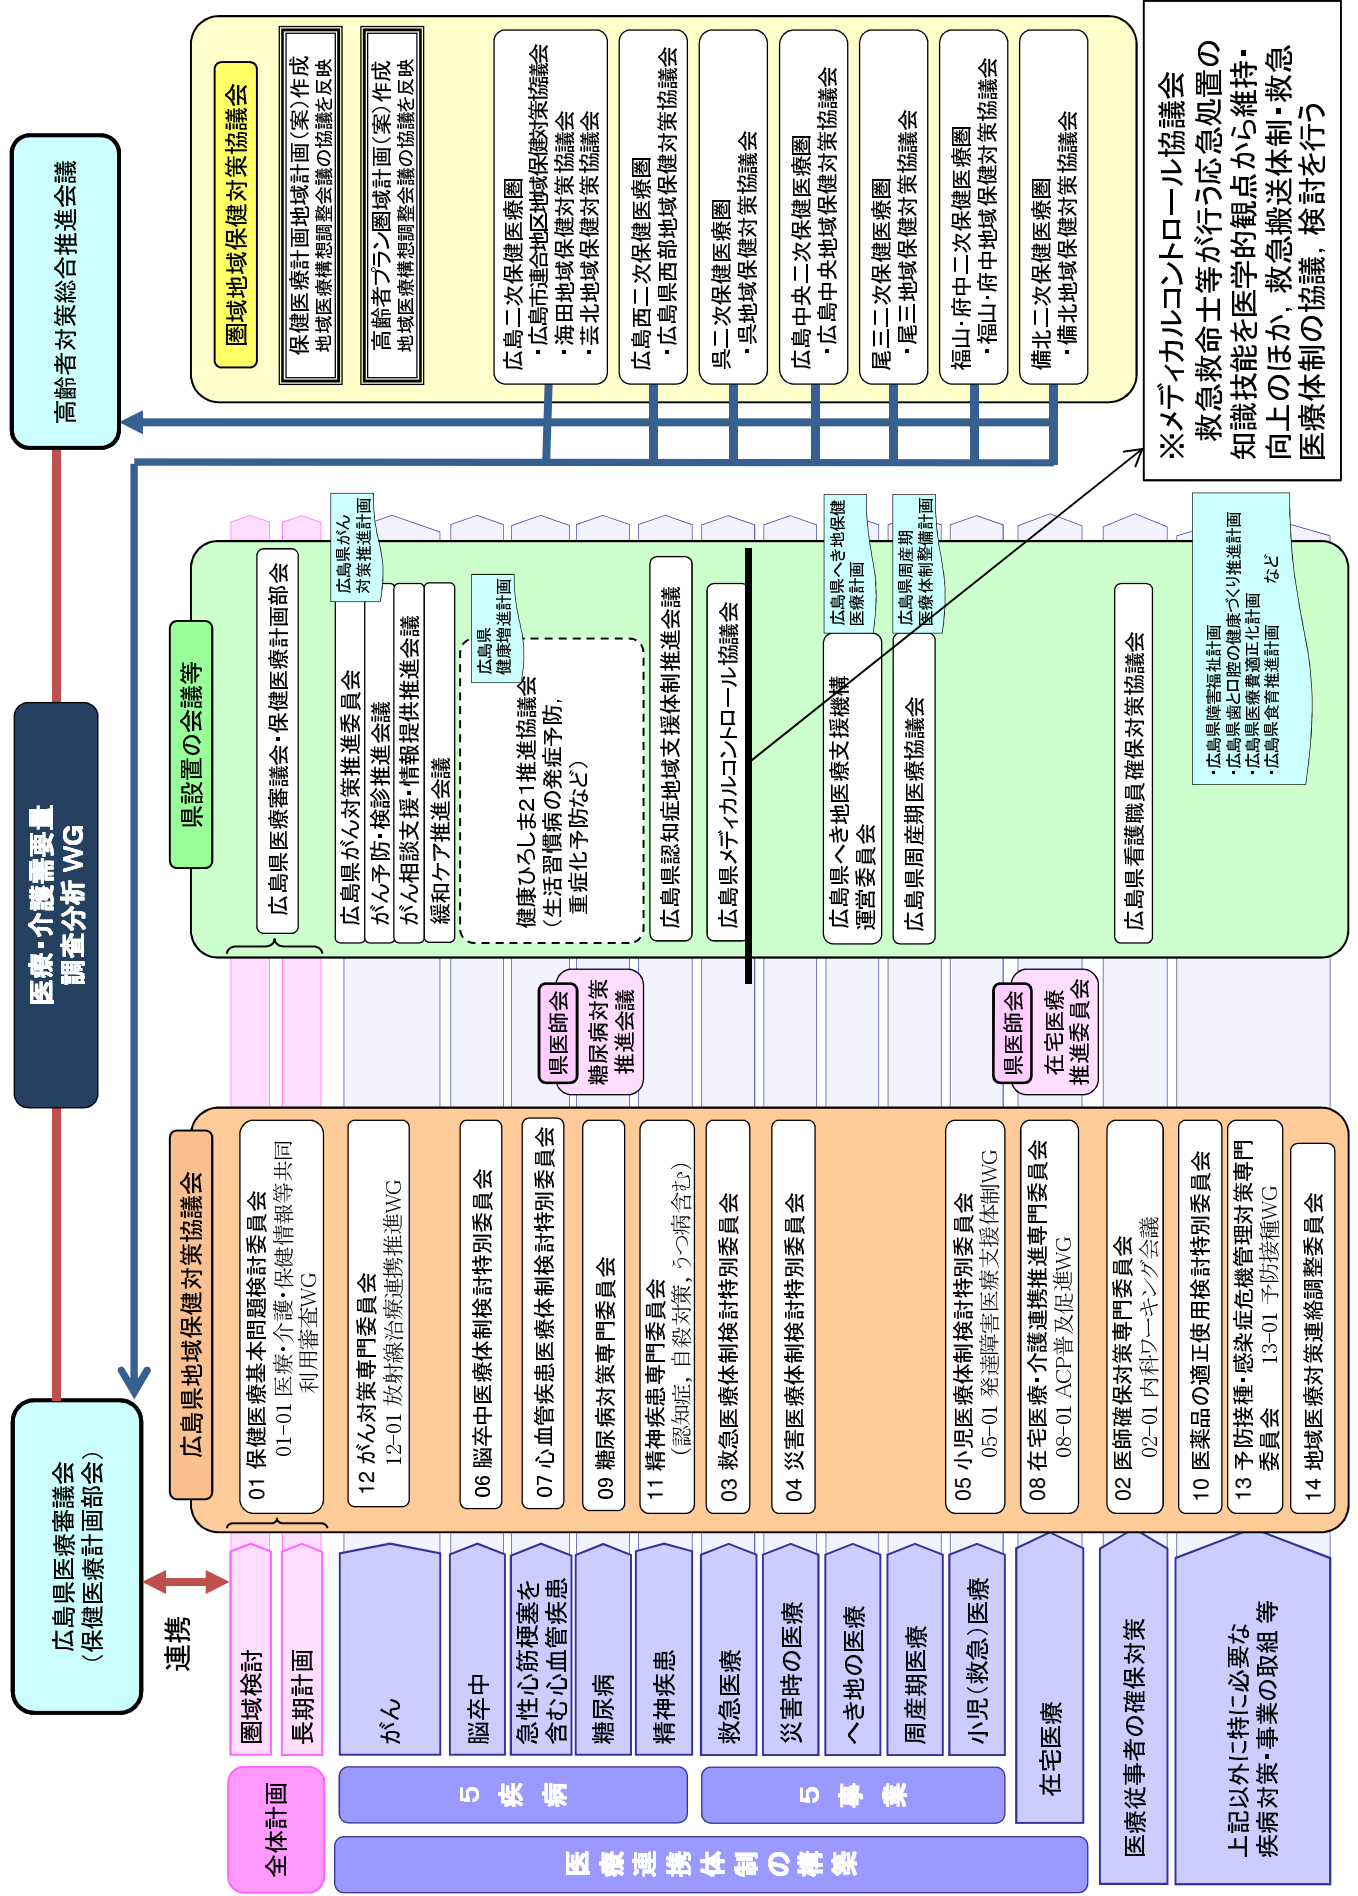 広島県医療審議会
（保健医療計画部会）
医療・介護需要量
調査分析 WG
高齢者対策総合推進会議
連携
広島県地域保健対策協議会
県設置の会議等
圏域地域保健対策協議会
全体計画
圏域検討
長期計画
01 保健医療基本問題検討委員会
01-01 医療・介護・保健情報等共同
利用審査WG
広島県医療審議会・保健医療計画部会
医療連携体制の構築
5 疾 病
がん
12 がん対策専門委員会
12-01 放射線治療連携推進WG
広島県がん対策推進委員会
がん予防・検診推進会議
がん相談支援・情報提供推進会議
緩和ケア推進会議
広島県がん
対策推進計画
脳卒中
06 脳卒中医療体制検討特別委員会
急性心筋梗塞を
含む心血管疾患
07 心血管疾患医療体制検討特別委員会
糖尿病
09 糖尿病対策専門委員会
県医師会
糖尿病対策
推進会議
健康ひろしま21推進協議会
（生活習慣病の発症予防，
重症化予防など）
広島県
健康増進計画
精神疾患
11 精神疾患専門委員会
（認知症，自殺対策，うつ病含む）
広島県認知症地域支援体制推進会議
5 事 業
救急医療
03 救急医療体制検討特別委員会
広島県メディカルコントロール協議会
災害時の医療
04 災害医療体制検討特別委員会
へき地の医療
広島県へき地医療支援機構
運営委員会
広島県へき地保健
医療計画
周産期医療
広島県周産期医療協議会
広島県周産期
医療体制整備計画
小児（救急）医療
05 小児医療体制検討特別委員会
05-01 発達障害医療支援体制WG
在宅医療
08 在宅医療・介護連携推進専門委員会
08-01 ACP普及促進WG
県医師会
在宅医療
推進委員会
医療従事者の確保対策
02 医師確保対策専門委員会
02-01 内科ワーキング会議
広島県看護職員確保対策協議会
上記以外に特に必要な
疾病対策・事業の取組 等
10 医薬品の適正使用検討特別委員会
13 予防接種・感染症危機管理対策専門
委員会　13-01 予防接種WG
14 地域医療対策連絡調整委員会
・広島県障害福祉計画
・広島県歯と口腔の健康づくり推進計画
・広島県医療費適正化計画
・広島県食育推進計画　など
保健医療計画地域計画（案）作成
地域医療構想調整会議の協議を反映
高齢者プラン圏域計画（案）作成
地域医療構想調整会議の協議を反映
広島二次保健医療圏
・広島市連合地区地域保健対策協議会
・海田地域保健対策協議会
・芸北地域保健対策協議会
広島西二次保健医療圏
・広島県西部地域保健対策協議会
呉二次保健医療圏
・呉地域保健対策協議会
広島中央二次保健医療圏
・広島中央地域保健対策協議会
尾三二次保健医療圏
・尾三地域保健対策協議会
福山・府中二次保健医療圏
・福山・府中地域保健対策協議会
備北二次保健医療圏
・備北地域保健対策協議会
※メディカルコントロール協議会
救急救命士等が行う応急処置の
知識技能を医学的観点から維持・
向上のほか，救急搬送体制・救急
医療体制の協議，検討を行う